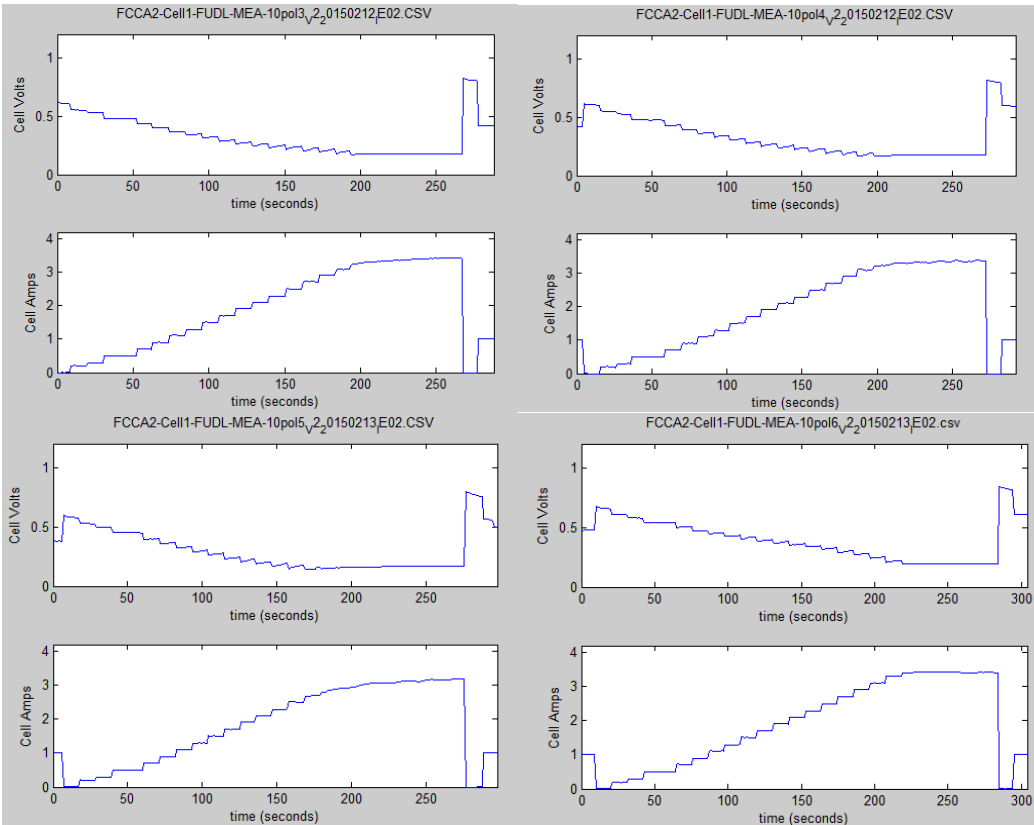 FCCA2-Cell1-FUDL-MEA-10pol3V220150212IE02.CSV
1
0.5
0
Cell Volts
0 50 100 150 200 250
time (seconds)
4
3
2
1
0
Cell Amps
0 50 100 150 200 250
time (seconds)
FCCA2-Cell1-FUDL-MEA-10pol4V220150212IE02.CSV
1
0.5
0
Cell Volts
0 50 100 150 200 250
time (seconds)
4
3
2
1
0
Cell Amps
0 50 100 150 200 250
time (seconds)
FCCA2-Cell1-FUDL-MEA-10pol5V220150213IE02.CSV
1
0.5
0
Cell Volts
0 50 100 150 200 250
time (seconds)
4
3
2
1
0
Cell Amps
0 50 100 150 200 250
time (seconds)
FCCA2-Cell1-FUDL-MEA-10pol6V220150213IE02.csv
1
0.5
0
Cell Volts
0 50 100 150 200 250 300
time (seconds)
4
3
2
1
0
Cell Amps
0 50 100 150 200 250 300
time (seconds)